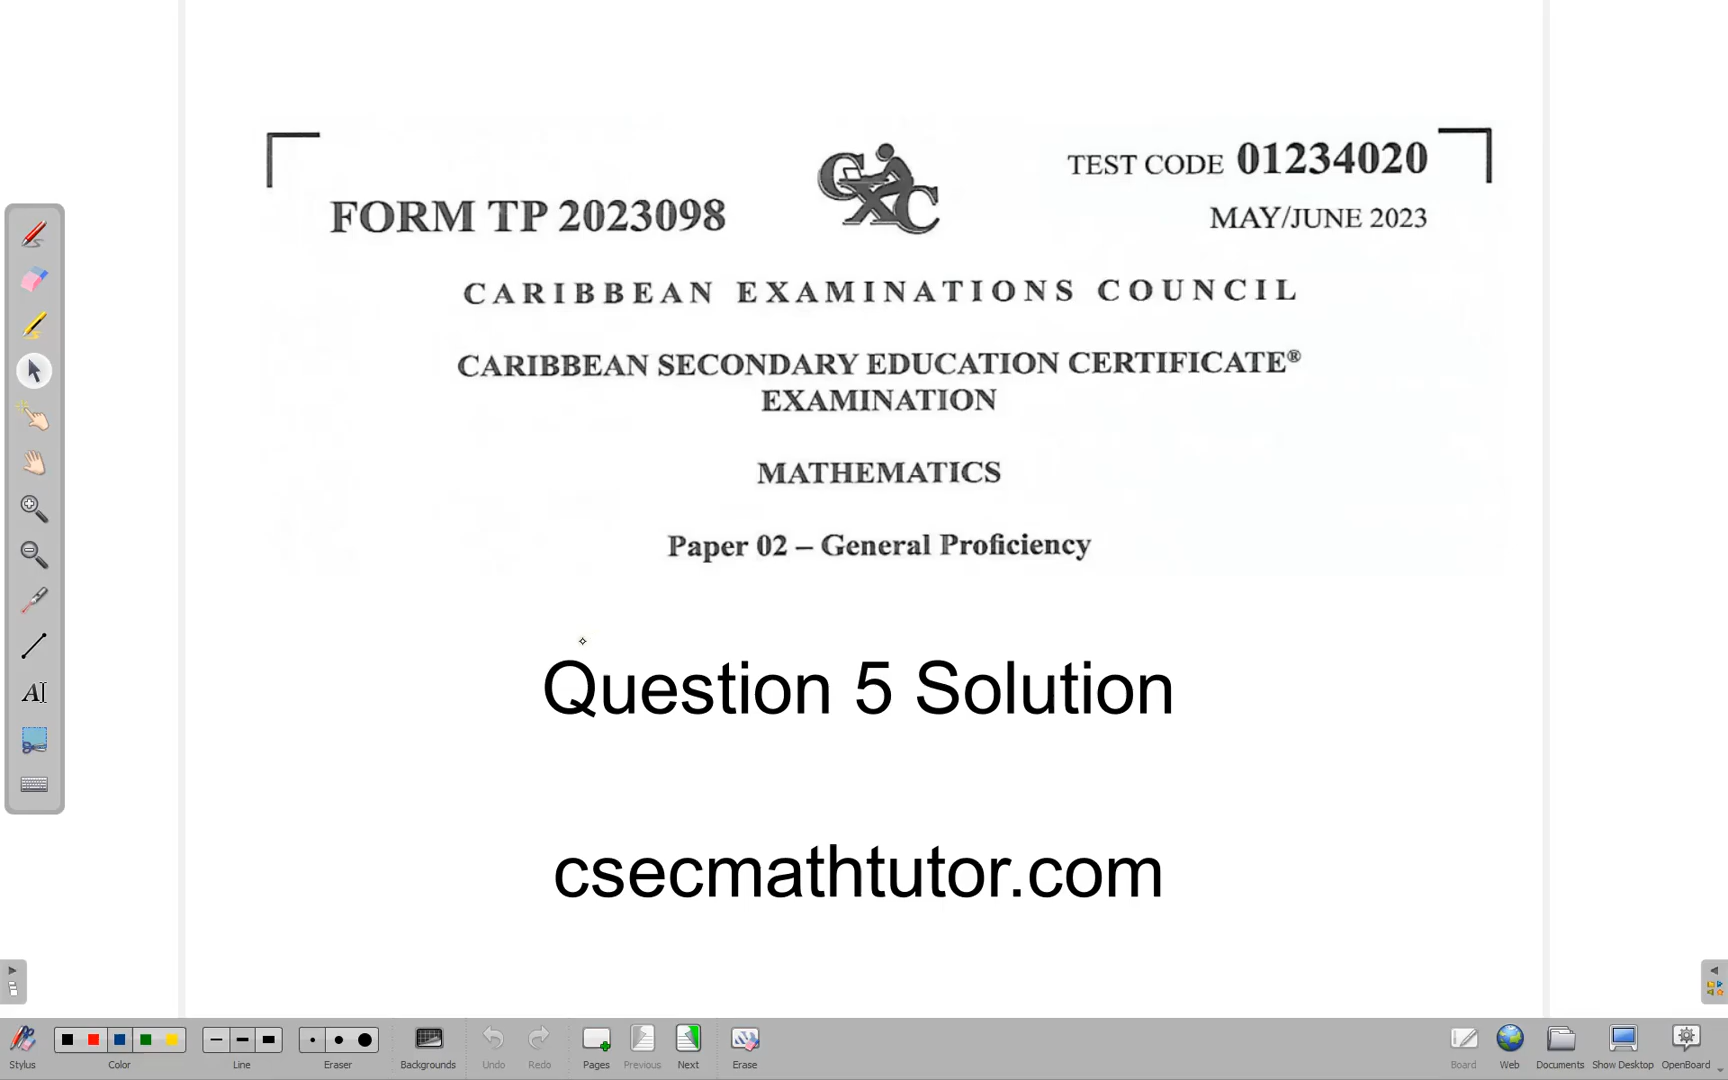 FORM TP 2023098
CXC
TEST CODE 01234020
MAY/JUNE 2023
CARIBBEAN EXAMINATIONS COUNCIL
CARIBBEAN SECONDARY EDUCATION CERTIFICATE®
EXAMINATION
MATHEMATICS
Paper 02 – General Proficiency
Question 5 Solution
csecmathtutor.com
Stylus
Color
Line
Eraser
Backgrounds
Undo
Redo
Pages
Previous
Next
Erase
Board
Web
Documents
Show Desktop
OpenBoard